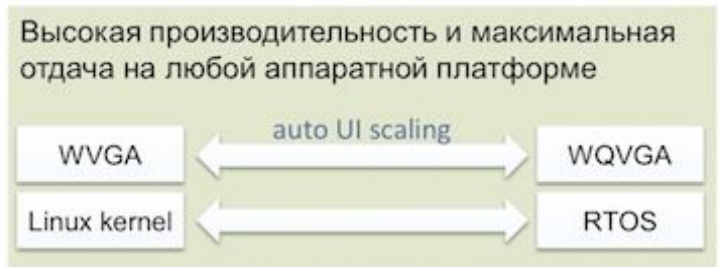 Высокая производительность и максимальная
отдача на любой аппаратной платформе
auto UI scaling
WVGA
WQVGA
Linux kernel
RTOS